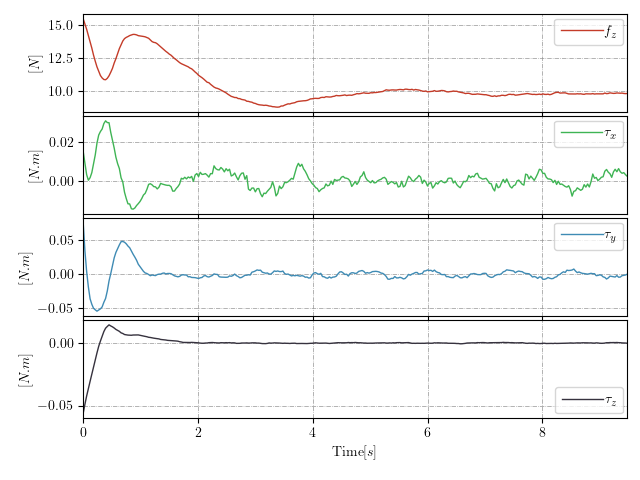 15.0
12.5
10.0
[N]
f_z
0.02
0.00
[N.m]
τ_x
0.05
0.00
−0.05
[N.m]
τ_y
0.00
−0.05
[N.m]
τ_z
0 2 4 6 8
Time[s]